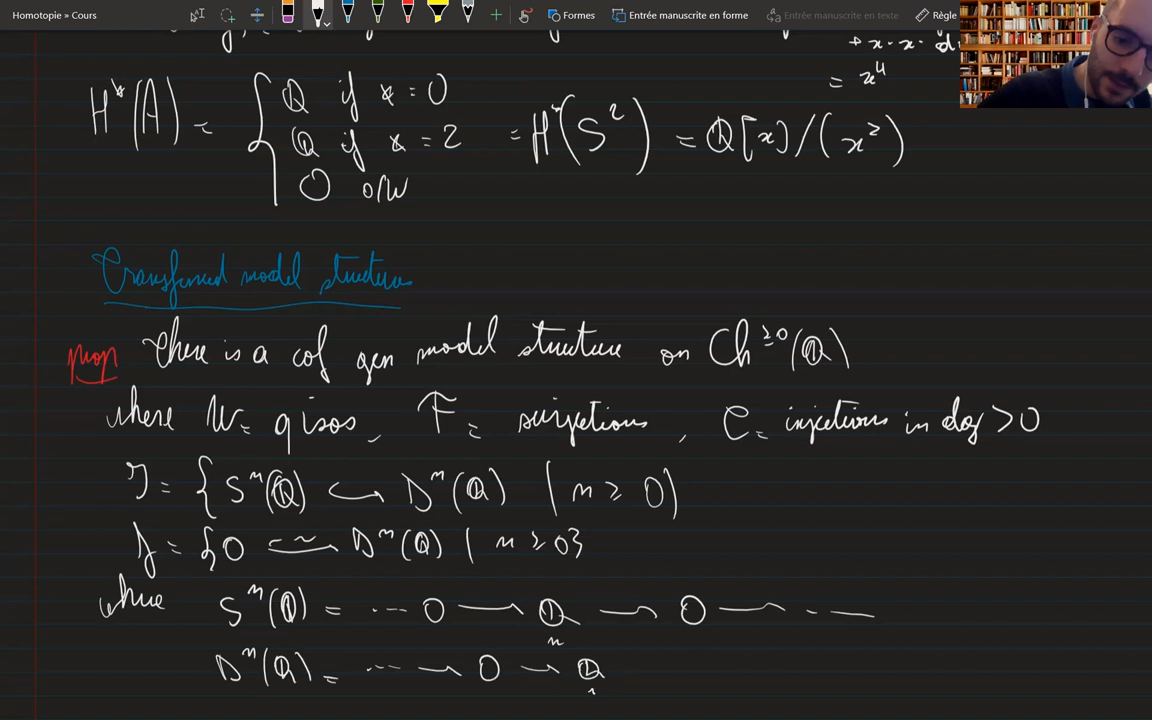 Homotopie > Cours
Formes
Entrée manuscrite en forme
Entrée manuscrite en texte
Règle
→ x · x ·
= x⁴
H*(A) = { ℚ if * = 0
ℚ if * = 2 = H*(S²) = ℚ[x]/(x²)
0 o/w
Transferred model structures
Prop There is a cof gen model structure on Ch≥0(ℚ)
where W = qisos, F = surjections, C = injections in deg > 0
I = { Sⁿ(ℚ) ↪ Dⁿ(ℚ) | n ≥ 0)
J = {0 ↪~ Dⁿ(ℚ) | n ≥ 0}
where Sⁿ(ℚ) = ... 0 → ℚ → 0 → ...
n
Dⁿ(ℚ) = ... → 0 → ℚ